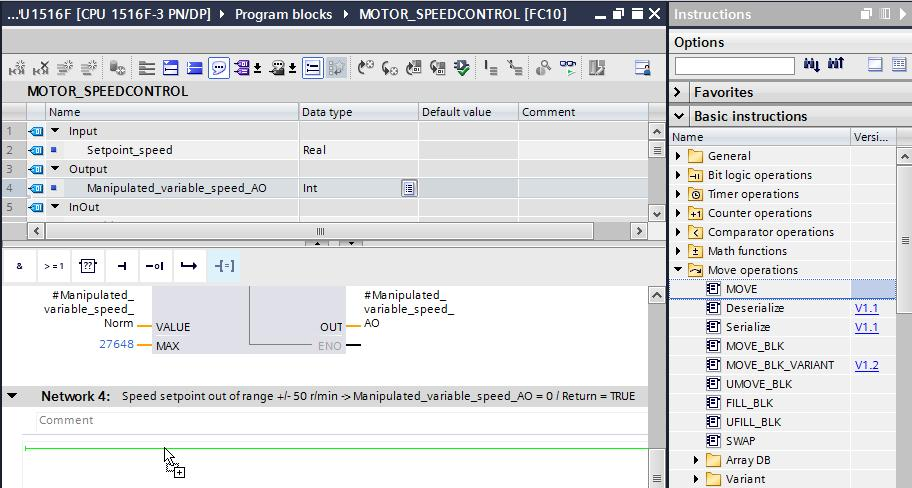 ...'U1516F [CPU 1516F-3 PN/DP] Program blocks MOTOR_SPEEDCONTROL [FC10]
MOTOR_SPEEDCONTROL
Name Data type Default value Comment
1 Input
2 Setpoint_speed Real
3 Output
4 Manipulated_variable_speed_AO Int
5 InOut
& >=1 ?? -[=]
#Manipulated_
variable_speed_
Norm VALUE
27648 MAX
#Manipulated_
variable_speed_
OUT AO
ENO
Network 4: Speed setpoint out of range +/- 50 r/min -> Manipulated_variable_speed_AO = 0 / Return = TRUE
Comment
Instructions
Options
Favorites
Basic instructions
Name Versi...
General
Bit logic operations
Timer operations
Counter operations
Comparator operations
Math functions
Move operations
MOVE
Deserialize V1.1
Serialize V1.1
MOVE_BLK
MOVE_BLK_VARIANT V1.2
UMOVE_BLK
FILL_BLK
UFILL_BLK
SWAP
Array DB
Variant